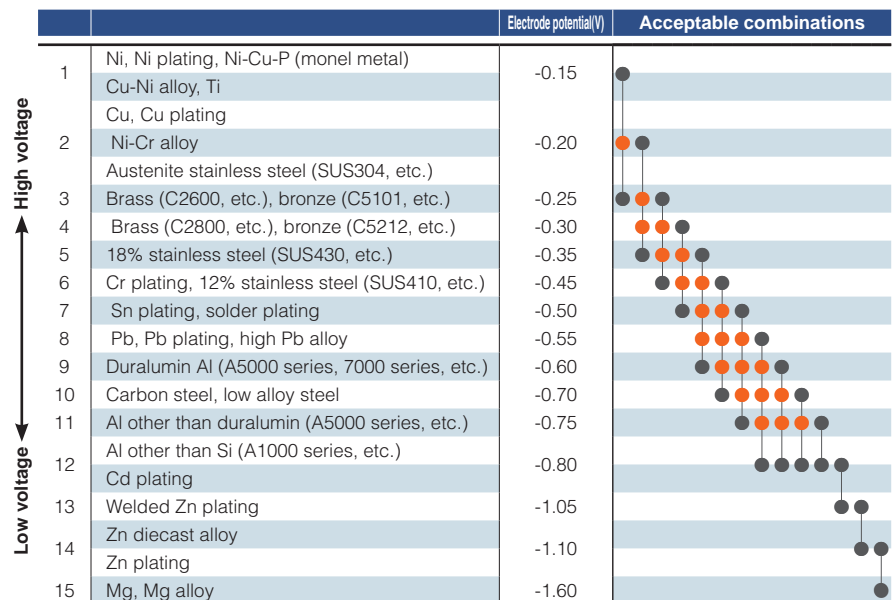 Electrode potential(V) Acceptable combinations
High voltage
Low voltage
1 Ni, Ni plating, Ni-Cu-P (monel metal) -0.15
Cu-Ni alloy, Ti
Cu, Cu plating
2 Ni-Cr alloy -0.20
Austenite stainless steel (SUS304, etc.)
3 Brass (C2600, etc.), bronze (C5101, etc.) -0.25
4 Brass (C2800, etc.), bronze (C5212, etc.) -0.30
5 18% stainless steel (SUS430, etc.) -0.35
6 Cr plating, 12% stainless steel (SUS410, etc.) -0.45
7 Sn plating, solder plating -0.50
8 Pb, Pb plating, high Pb alloy -0.55
9 Duralumin Al (A5000 series, 7000 series, etc.) -0.60
10 Carbon steel, low alloy steel -0.70
11 Al other than duralumin (A5000 series, etc.) -0.75
12 Al other than Si (A1000 series, etc.) -0.80
Cd plating
13 Welded Zn plating -1.05
14 Zn diecast alloy -1.10
Zn plating
15 Mg, Mg alloy -1.60